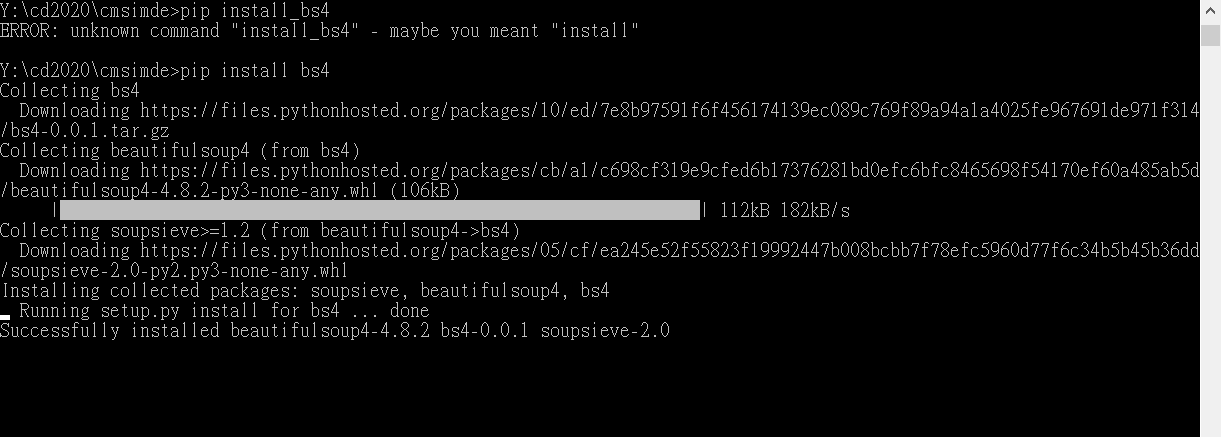 Y:\cd2020\cmsimde>pip install_bs4
ERROR: unknown command "install_bs4" - maybe you meant "install"
Y:\cd2020\cmsimde>pip install bs4
Collecting bs4
  Downloading https://files.pythonhosted.org/packages/10/ed/7e8b97591f6f456174139ec089c769f89a94a1a4025fe967691de971f314
/bs4-0.0.1.tar.gz
Collecting beautifulsoup4 (from bs4)
  Downloading https://files.pythonhosted.org/packages/cb/a1/c698cf319e9cfed6b17376281bd0efc6bfc8465698f54170ef60a485ab5d
/beautifulsoup4-4.8.2-py3-none-any.whl (106kB)
| | 112kB 182kB/s
Collecting soupsieve>=1.2 (from beautifulsoup4->bs4)
  Downloading https://files.pythonhosted.org/packages/05/cf/ea245e52f55823f19992447b008bcbb7f78efc5960d77f6c34b5b45b36dd
/soupsieve-2.0-py2.py3-none-any.whl
Installing collected packages: soupsieve, beautifulsoup4, bs4
  Running setup.py install for bs4 ... done
Successfully installed beautifulsoup4-4.8.2 bs4-0.0.1 soupsieve-2.0